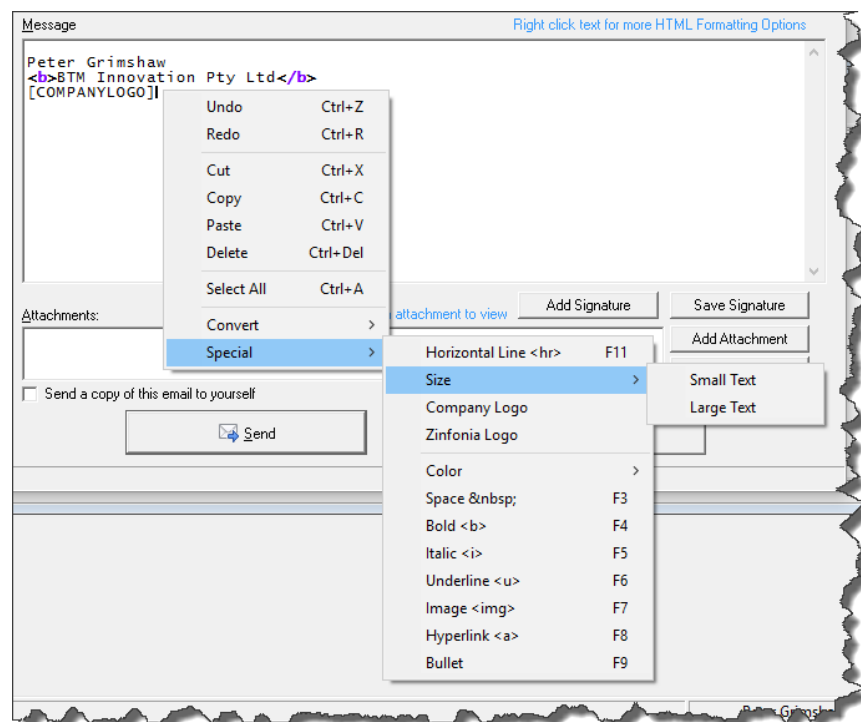 Message
Right click text for more HTML Formatting Options
Peter Grimshaw
<b>BTM Innovation Pty Ltd</b>
[COMPANYLOGO]
Undo Ctrl+Z
Redo Ctrl+R
Cut Ctrl+X
Copy Ctrl+C
Paste Ctrl+V
Delete Ctrl+Del
Select All Ctrl+A
Convert >
Special >
Attachments:
attachment to view
Add Signature
Save Signature
Add Attachment
Horizontal Line <hr> F11
Size >
Company Logo
Zinfonia Logo
Color >
Space &nbsp; F3
Bold <b> F4
Italic <i> F5
Underline <u> F6
Image <img> F7
Hyperlink <a> F8
Bullet F9
Small Text
Large Text
Send a copy of this email to yourself
Send